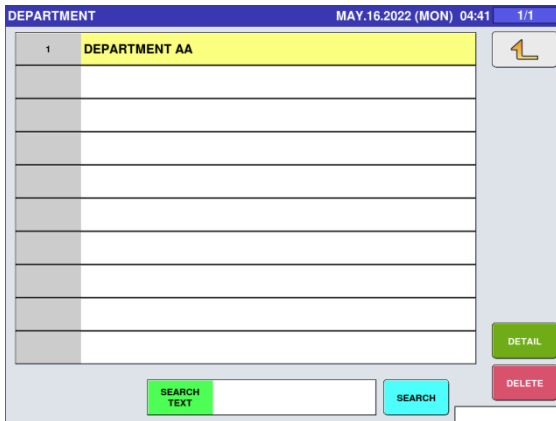 DEPARTMENT MAY.16.2022 (MON) 04:41 1/1
1 DEPARTMENT AA
DETAIL
DELETE
SEARCH
TEXT
SEARCH